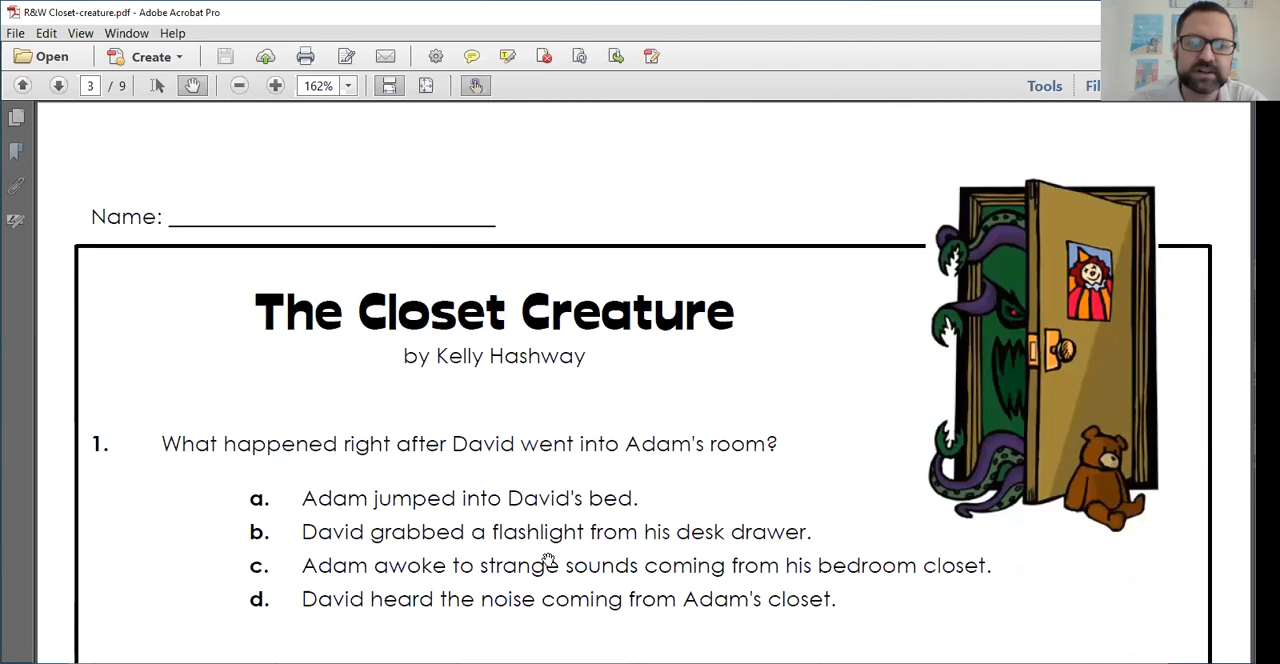 R&W Closet-creature.pdf - Adobe Acrobat Pro
File Edit View Window Help
Open Create
3 / 9 162% Tools Fil
Name:
The Closet Creature
by Kelly Hashway
1. What happened right after David went into Adam's room?
a. Adam jumped into David's bed.
b. David grabbed a flashlight from his desk drawer.
c. Adam awoke to strange sounds coming from his bedroom closet.
d. David heard the noise coming from Adam's closet.